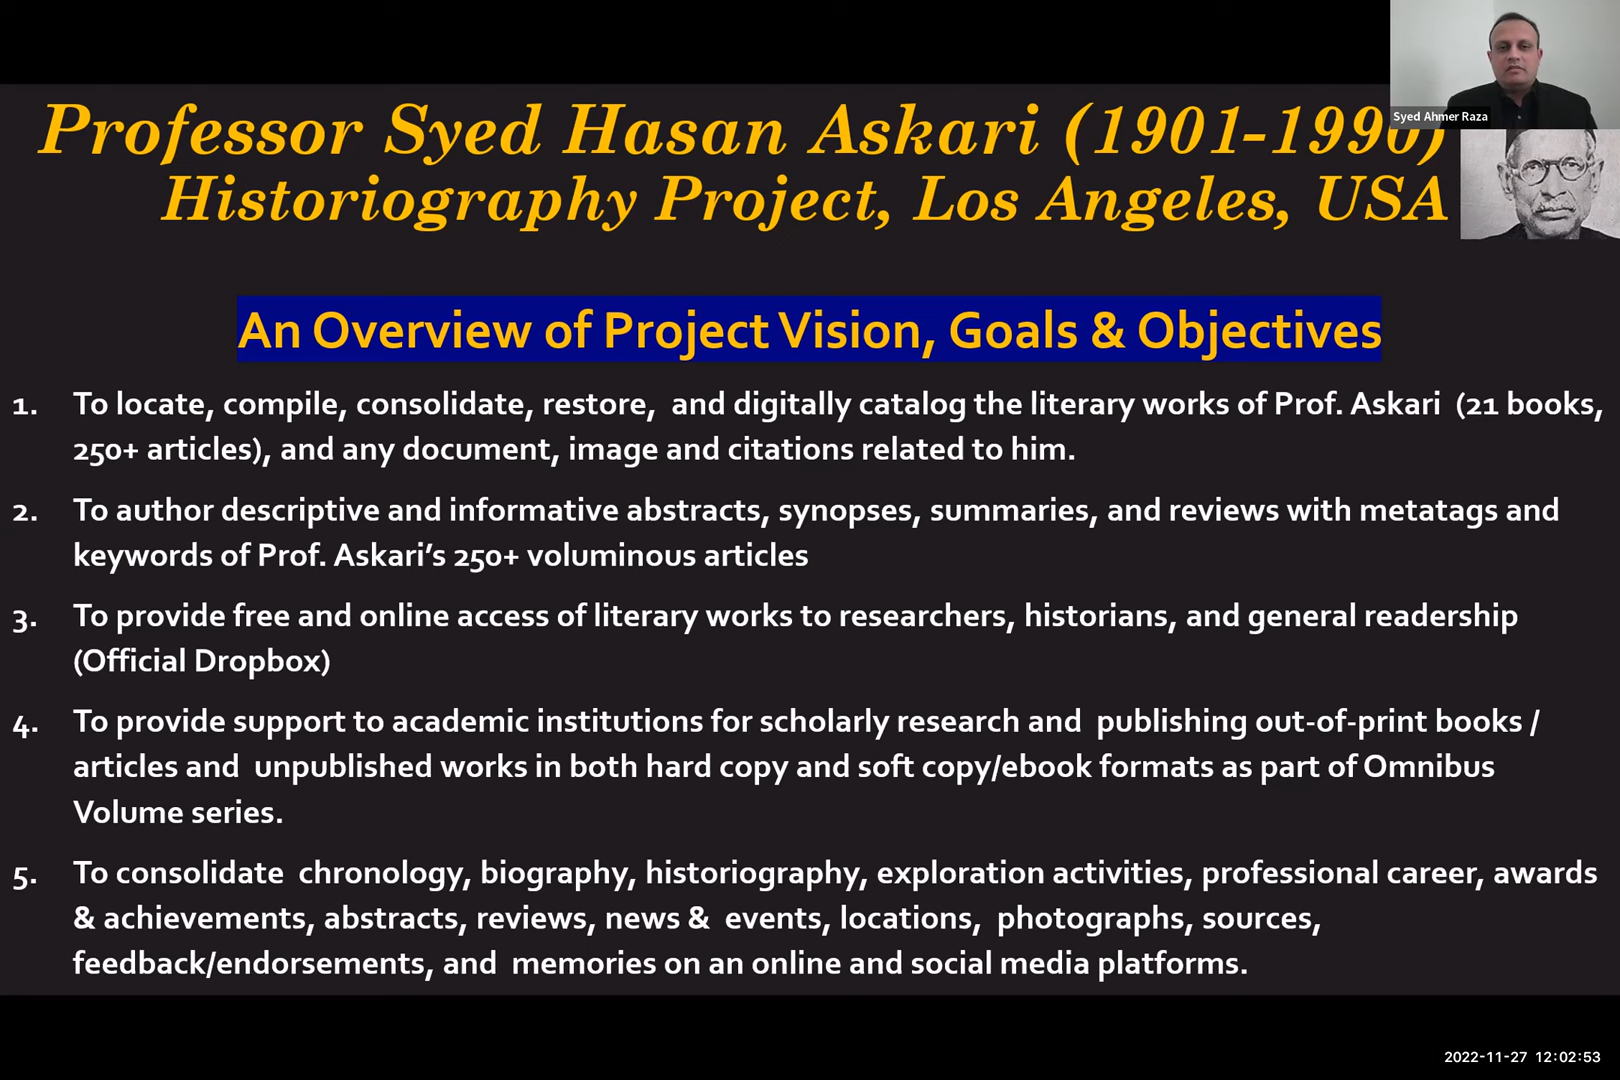 Professor Syed Hasan Askari (1901-1990)
Historiography Project, Los Angeles, USA
Syed Ahmer Raza
An Overview of Project Vision, Goals & Objectives
1. To locate, compile, consolidate, restore,  and digitally catalog the literary works of Prof. Askari  (21 books,
250+ articles), and any document, image and citations related to him.
2. To author descriptive and informative abstracts, synopses, summaries, and reviews with metatags and
keywords of Prof. Askari’s 250+ voluminous articles
3. To provide free and online access of literary works to researchers, historians, and general readership
(Official Dropbox)
4. To provide support to academic institutions for scholarly research and  publishing out-of-print books /
articles and  unpublished works in both hard copy and soft copy/ebook formats as part of Omnibus
Volume series.
5. To consolidate  chronology, biography, historiography, exploration activities, professional career, awards
& achievements, abstracts, reviews, news &  events, locations,  photographs, sources,
feedback/endorsements, and  memories on an online and social media platforms.
2022-11-27 12:02:53